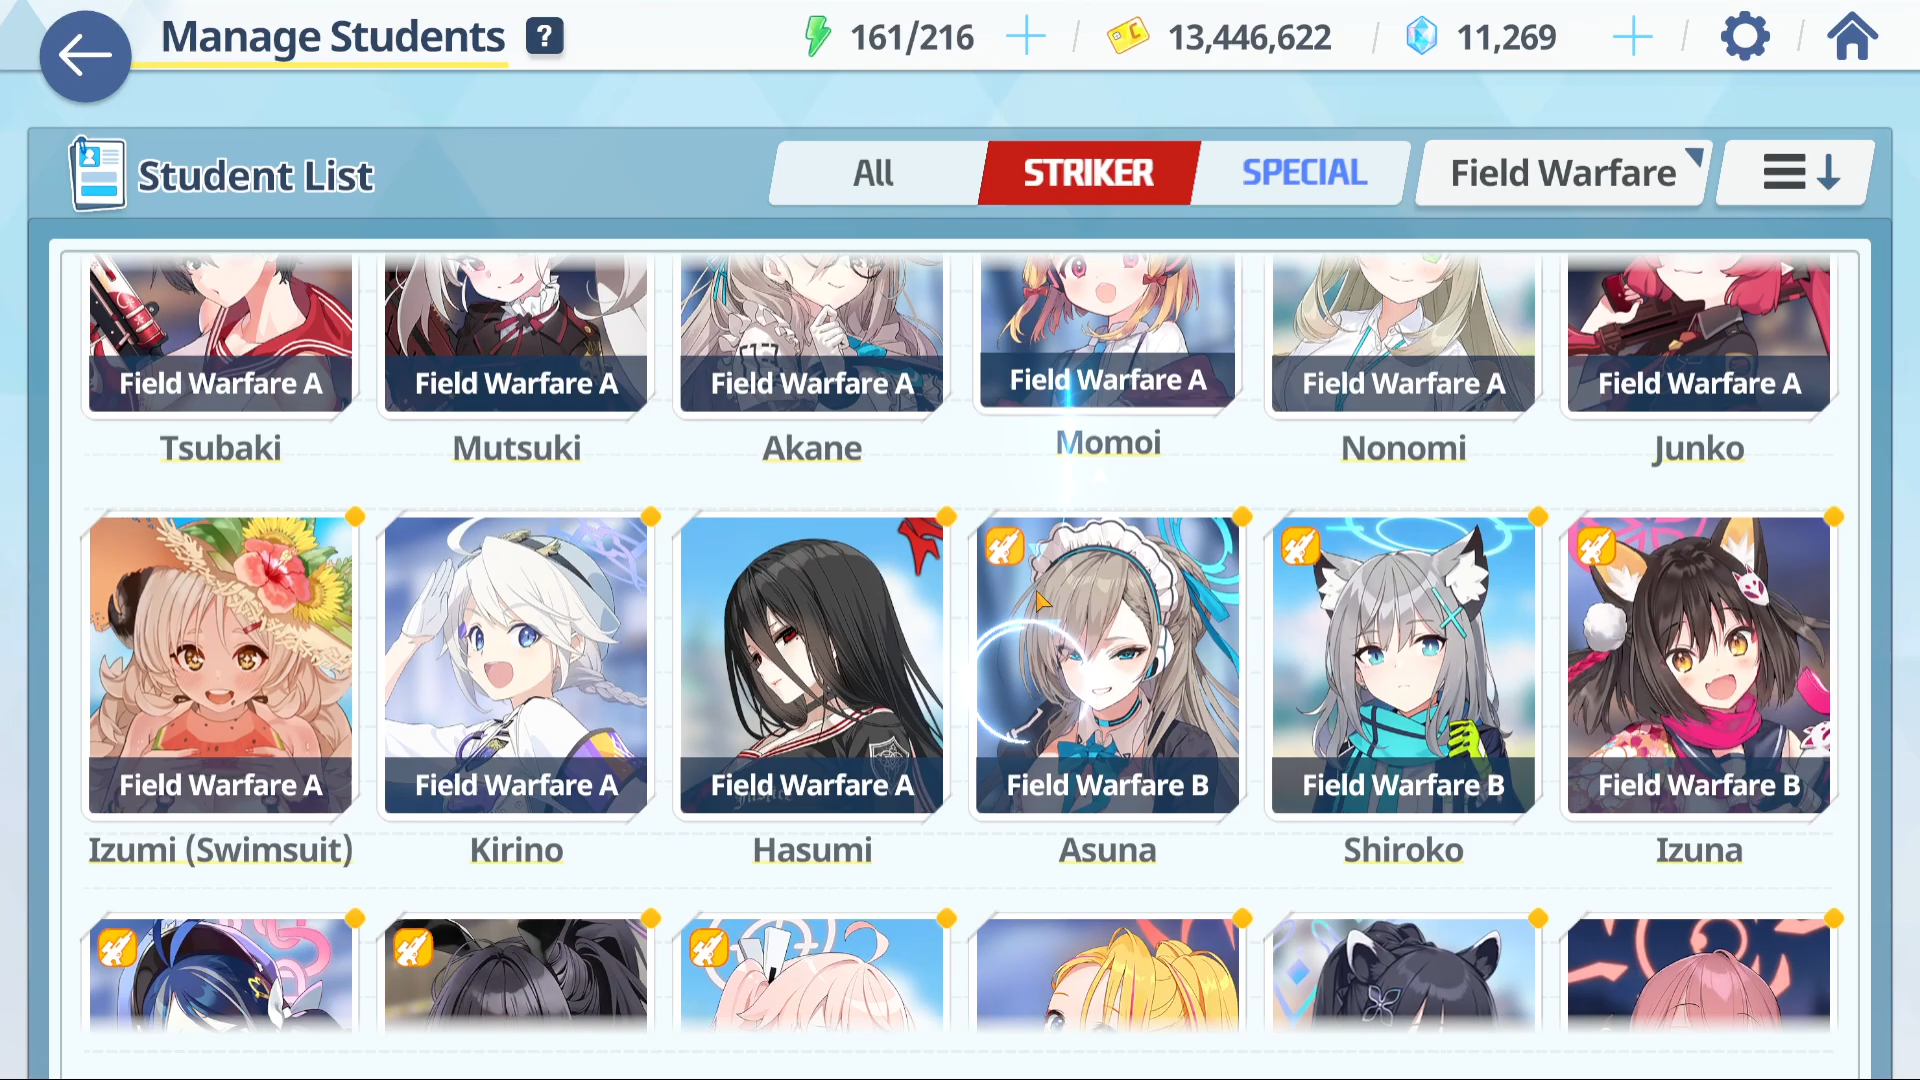 Manage Students ?
161/216
13,446,622
11,269
Student List
All
STRIKER
SPECIAL
Field Warfare
Field Warfare A
Field Warfare A
Field Warfare A
Field Warfare A
Field Warfare A
Field Warfare A
Tsubaki
Mutsuki
Akane
Momoi
Nonomi
Junko
Field Warfare A
Field Warfare A
Field Warfare A
Field Warfare B
Field Warfare B
Field Warfare B
Izumi (Swimsuit)
Kirino
Hasumi
Asuna
Shiroko
Izuna